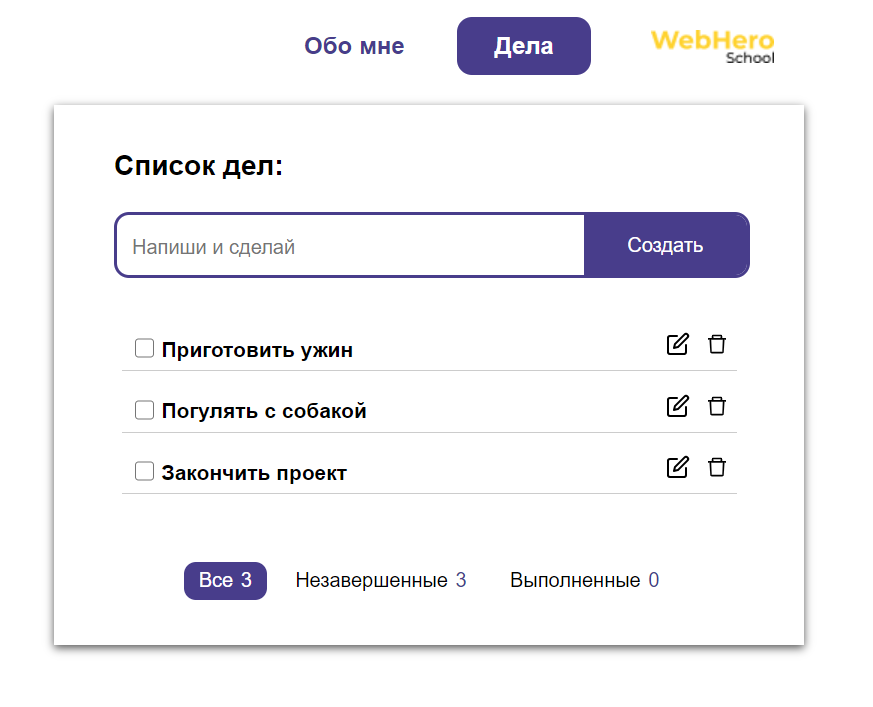 Обо мне Дела WebHero School
Список дел:
Напиши и сделай Создать
Приготовить ужин
Погулять с собакой
Закончить проект
Все 3 Незавершенные 3 Выполненные 0